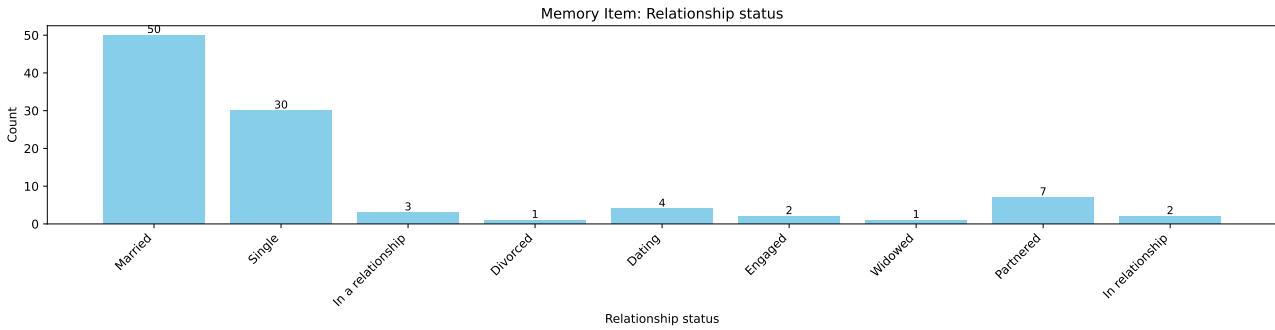 Memory Item: Relationship status
Count
50
40
30
20
10
0
50
30
3
1
4
2
1
7
2
Married
Single
In a relationship
Divorced
Dating
Engaged
Widowed
Partnered
In relationship
Relationship status